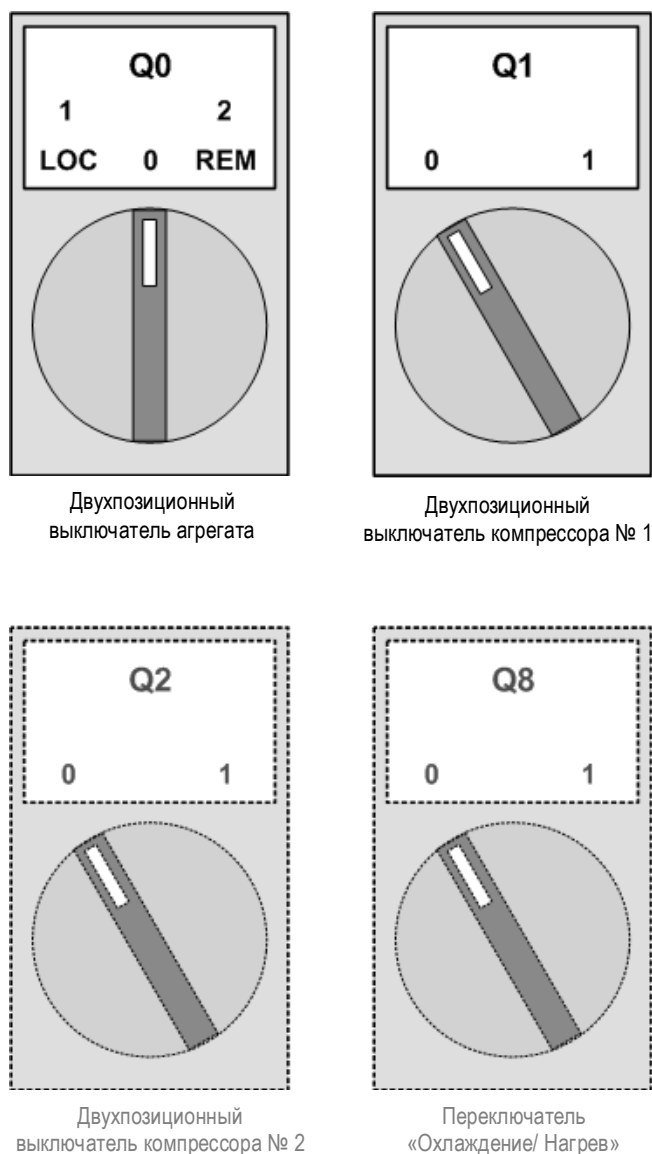 Q0
1 2
LOC 0 REM
Двухпозиционный
выключатель агрегата
Q1
0 1
Двухпозиционный
выключатель компрессора № 1
Q2
0 1
Двухпозиционный
выключатель компрессора № 2
Q8
0 1
Переключатель
«Охлаждение/ Нагрев»